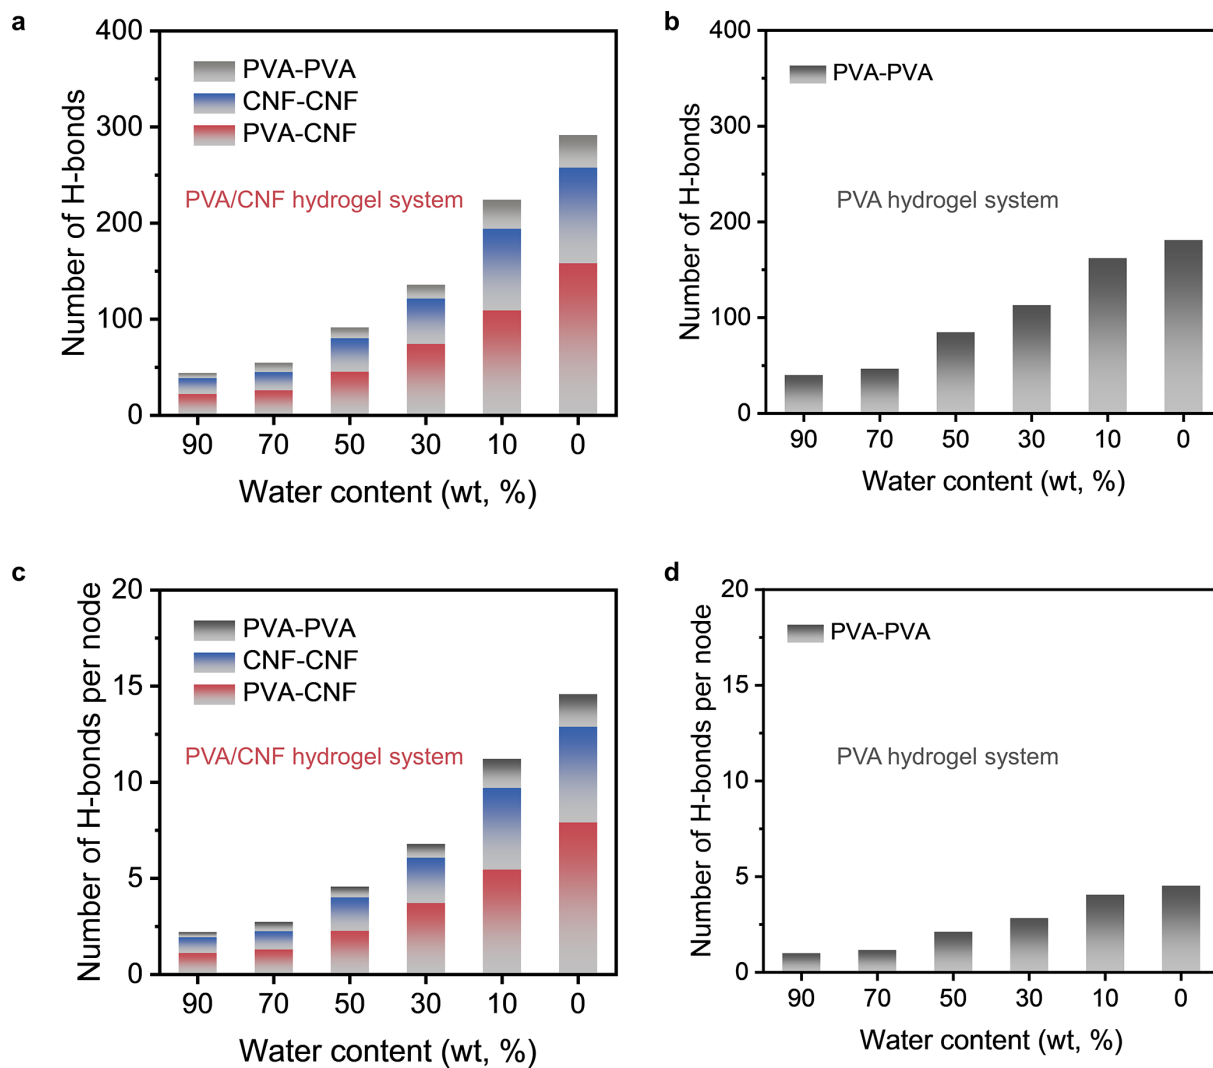 a
400
300
200
100
0
Number of H-bonds
PVA-PVA
CNF-CNF
PVA-CNF
PVA/CNF hydrogel system
90 70 50 30 10 0
Water content (wt, %)
b
400
300
200
100
0
Number of H-bonds
PVA-PVA
PVA hydrogel system
90 70 50 30 10 0
Water content (wt, %)
c
20
15
10
5
0
Number of H-bonds per node
PVA-PVA
CNF-CNF
PVA-CNF
PVA/CNF hydrogel system
90 70 50 30 10 0
Water content (wt, %)
d
20
15
10
5
0
Number of H-bonds per node
PVA-PVA
PVA hydrogel system
90 70 50 30 10 0
Water content (wt, %)